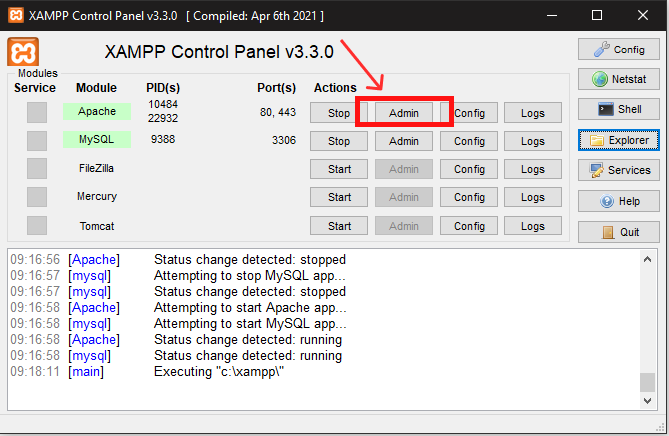 XAMPP Control Panel v3.3.0 [ Compiled: Apr 6th 2021 ]
XAMPP Control Panel v3.3.0
Config
Modules
Service Module PID(s) Port(s) Actions
Netstat
Apache 10484 22932 80, 443 Stop Admin Config Logs
Shell
MySQL 9388 3306 Stop Admin Config Logs
Explorer
FileZilla Start Admin Config Logs
Services
Mercury Start Admin Config Logs
Help
Tomcat Start Admin Config Logs
Quit
09:16:56 [Apache] Status change detected: stopped
09:16:57 [mysql] Attempting to stop MySQL app...
09:16:57 [mysql] Status change detected: stopped
09:16:58 [Apache] Attempting to start Apache app...
09:16:58 [mysql] Attempting to start MySQL app...
09:16:58 [Apache] Status change detected: running
09:16:58 [mysql] Status change detected: running
09:18:11 [main] Executing "c:\xampp\"